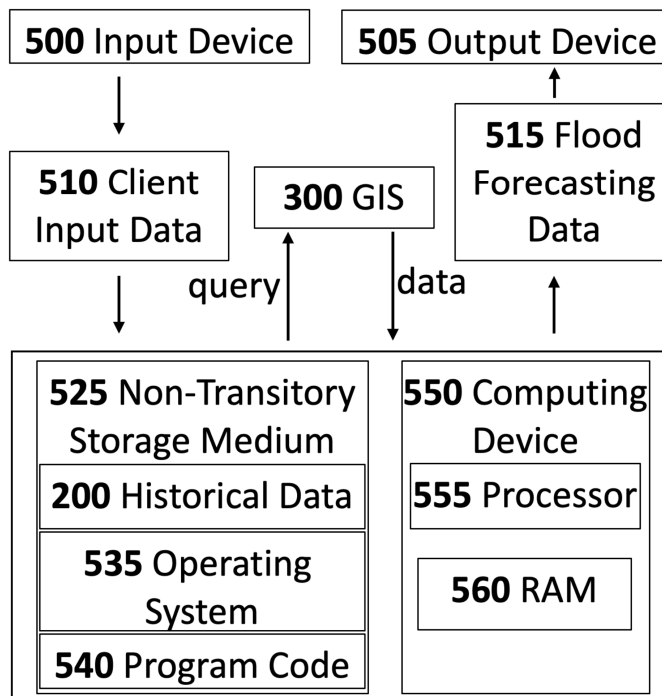 500 Input Device
505 Output Device
510 Client
Input Data
300 GIS
515 Flood
Forecasting
Data
query
data
525 Non-Transitory
Storage Medium
200 Historical Data
535 Operating
System
540 Program Code
550 Computing
Device
555 Processor
560 RAM